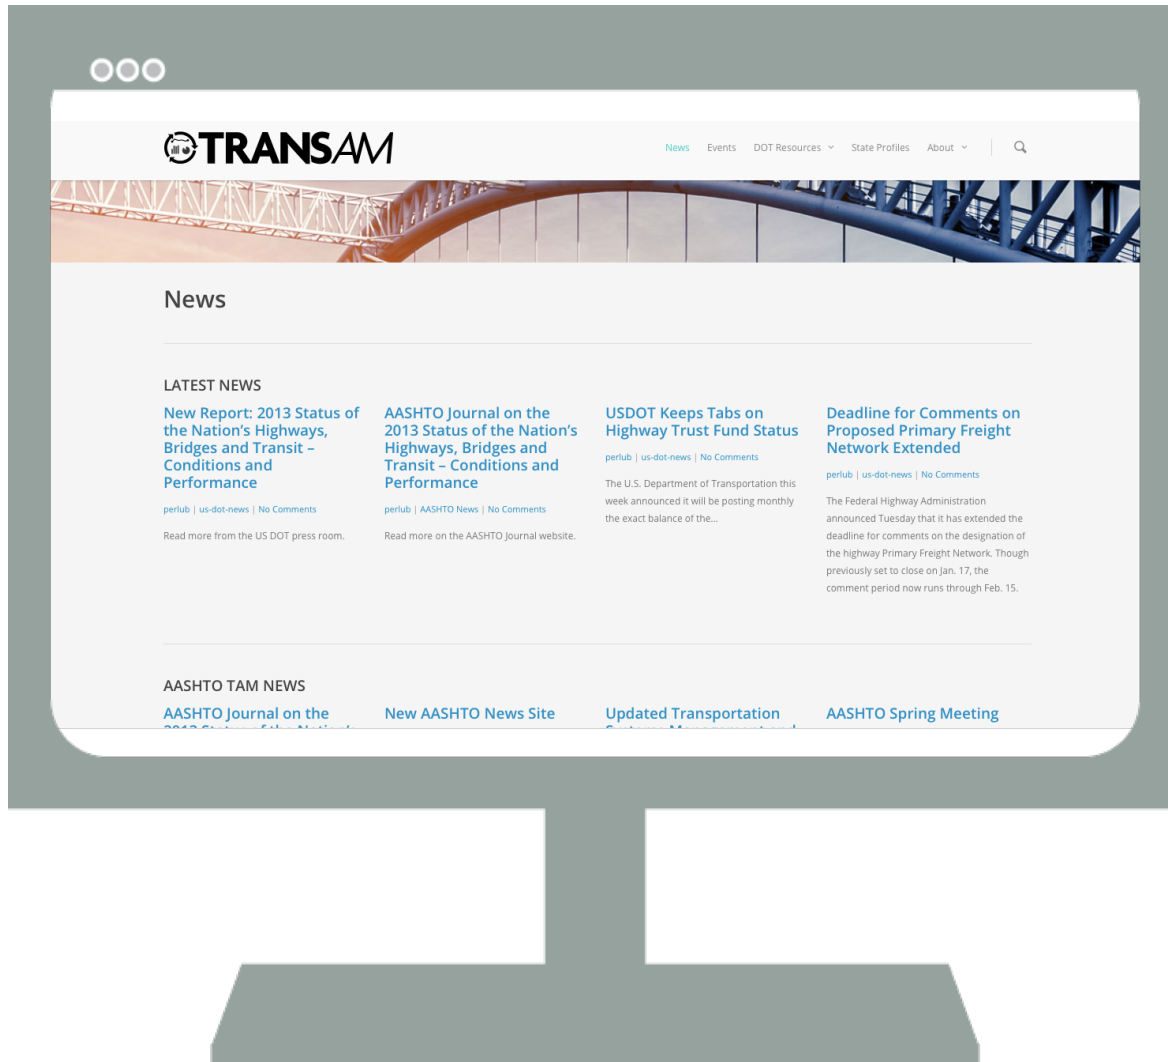 TRANSAM
News Events DOT Resources State Profiles About
News
LATEST NEWS
New Report: 2013 Status of
the Nation's Highways,
Bridges and Transit –
Conditions and
Performance
perlub | us-dot-news | No Comments
Read more from the US DOT press room.
AASHTO Journal on the
2013 Status of the Nation's
Highways, Bridges and
Transit – Conditions and
Performance
perlub | AASHTO News | No Comments
Read more on the AASHTO Journal website.
USDOT Keeps Tabs on
Highway Trust Fund Status
perlub | us-dot-news | No Comments
The U.S. Department of Transportation this
week announced it will be posting monthly
the exact balance of the...
Deadline for Comments on
Proposed Primary Freight
Network Extended
perlub | us-dot-news | No Comments
The Federal Highway Administration
announced Tuesday that it has extended the
deadline for comments on the designation of
the highway Primary Freight Network. Though
previously set to close on Jan. 17, the
comment period now runs through Feb. 15.
AASHTO TAM NEWS
AASHTO Journal on the
2013 Status of the Nation's
New AASHTO News Site
Updated Transportation
Systems Management and
AASHTO Spring Meeting